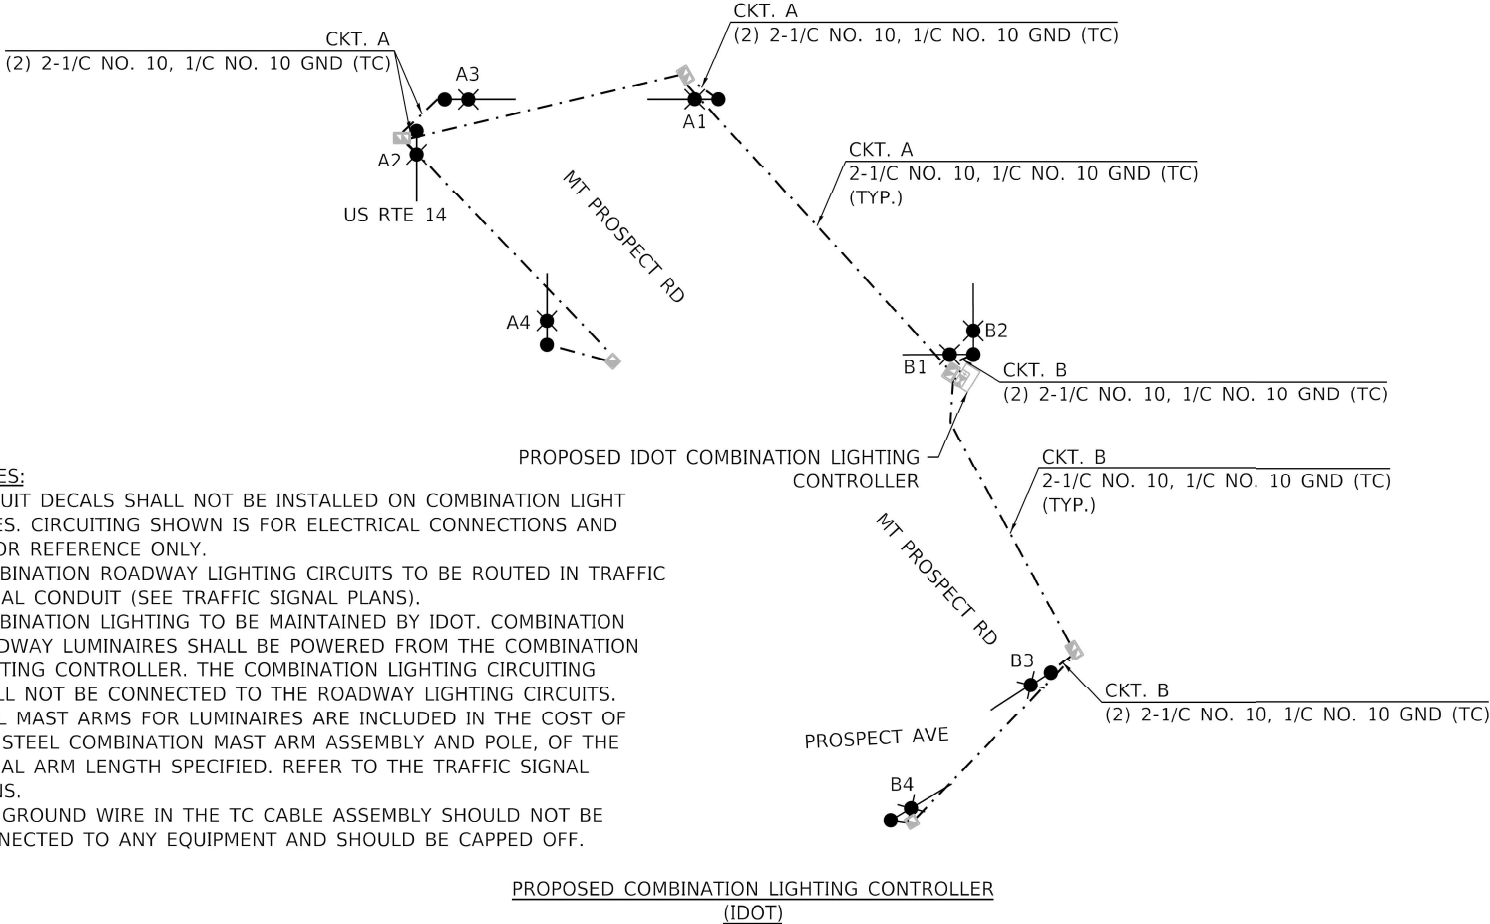 CKT. A
(2) 2-1/C NO. 10, 1/C NO. 10 GND (TC)
CKT. A
(2) 2-1/C NO. 10, 1/C NO. 10 GND (TC)
A3
A1
A2
CKT. A
2-1/C NO. 10, 1/C NO. 10 GND (TC)
(TYP.)
US RTE 14
MT PROSPECT RD
A4
B2
B1
CKT. B
(2) 2-1/C NO. 10, 1/C NO. 10 GND (TC)
PROPOSED IDOT COMBINATION LIGHTING
CONTROLLER
CKT. B
2-1/C NO. 10, 1/C NO. 10 GND (TC)
(TYP.)
MT PROSPECT RD
B3
CKT. B
(2) 2-1/C NO. 10, 1/C NO. 10 GND (TC)
PROSPECT AVE
B4
ES:
UIT DECALS SHALL NOT BE INSTALLED ON COMBINATION LIGHT
ES. CIRCUITING SHOWN IS FOR ELECTRICAL CONNECTIONS AND
OR REFERENCE ONLY.
BINATION ROADWAY LIGHTING CIRCUITS TO BE ROUTED IN TRAFFIC
AL CONDUIT (SEE TRAFFIC SIGNAL PLANS).
BINATION LIGHTING TO BE MAINTAINED BY IDOT. COMBINATION
DWAY LUMINAIRES SHALL BE POWERED FROM THE COMBINATION
TING CONTROLLER. THE COMBINATION LIGHTING CIRCUITING
LL NOT BE CONNECTED TO THE ROADWAY LIGHTING CIRCUITS.
L MAST ARMS FOR LUMINAIRES ARE INCLUDED IN THE COST OF
STEEL COMBINATION MAST ARM ASSEMBLY AND POLE, OF THE
AL ARM LENGTH SPECIFIED. REFER TO THE TRAFFIC SIGNAL
NS.
GROUND WIRE IN THE TC CABLE ASSEMBLY SHOULD NOT BE
NECTED TO ANY EQUIPMENT AND SHOULD BE CAPPED OFF.
PROPOSED COMBINATION LIGHTING CONTROLLER
(IDOT)